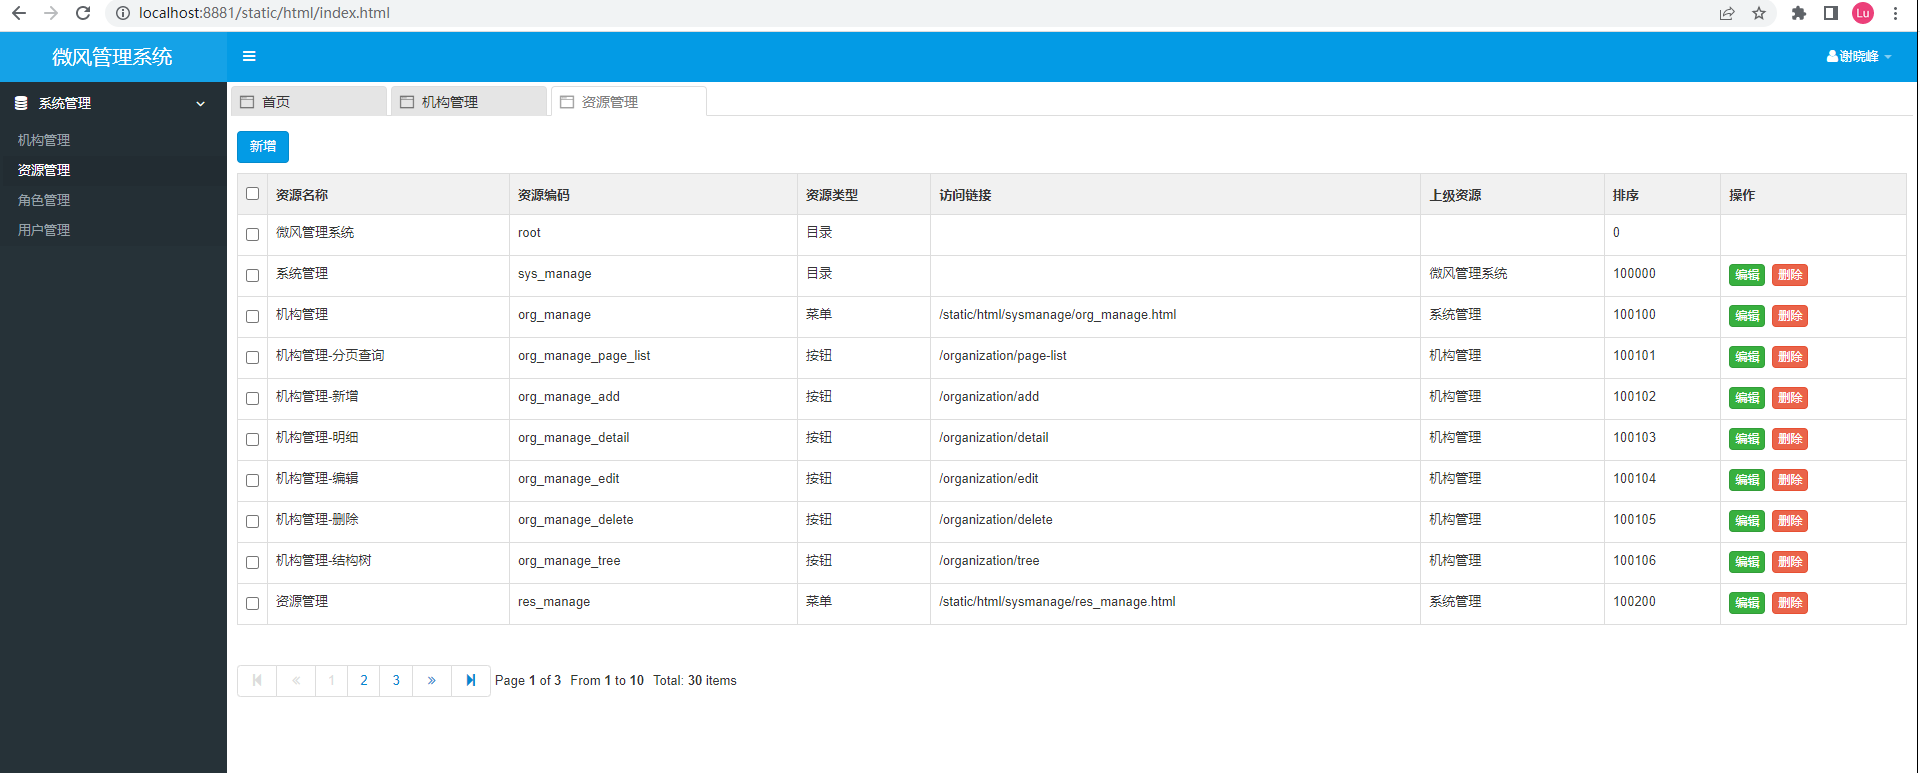 localhost:8881/static/html/index.html
Lu
微风管理系统
谢晓峰
系统管理
机构管理
资源管理
角色管理
用户管理
首页 机构管理 资源管理
新增
资源名称 资源编码 资源类型 访问链接 上级资源 排序 操作
微风管理系统 root 目录 0
系统管理 sys_manage 目录 微风管理系统 100000 编辑 删除
机构管理 org_manage 菜单 /static/html/sysmanage/org_manage.html 系统管理 100100 编辑 删除
机构管理-分页查询 org_manage_page_list 按钮 /organization/page-list 机构管理 100101 编辑 删除
机构管理-新增 org_manage_add 按钮 /organization/add 机构管理 100102 编辑 删除
机构管理-明细 org_manage_detail 按钮 /organization/detail 机构管理 100103 编辑 删除
机构管理-编辑 org_manage_edit 按钮 /organization/edit 机构管理 100104 编辑 删除
机构管理-删除 org_manage_delete 按钮 /organization/delete 机构管理 100105 编辑 删除
机构管理-结构树 org_manage_tree 按钮 /organization/tree 机构管理 100106 编辑 删除
资源管理 res_manage 菜单 /static/html/sysmanage/res_manage.html 系统管理 100200 编辑 删除
« 1 2 3 » Page 1 of 3 From 1 to 10 Total: 30 items